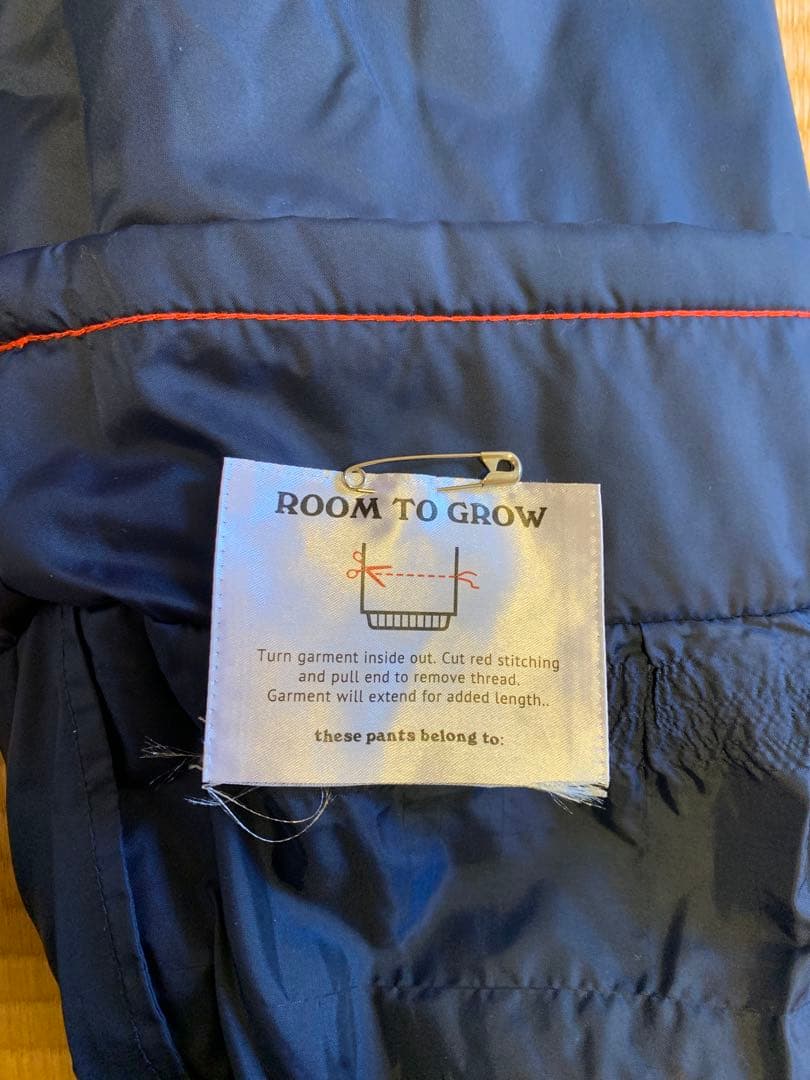 ROOM TO GROW
Turn garment inside out. Cut red stitching
and pull end to remove thread.
Garment will extend for added length..
these pants belong to: